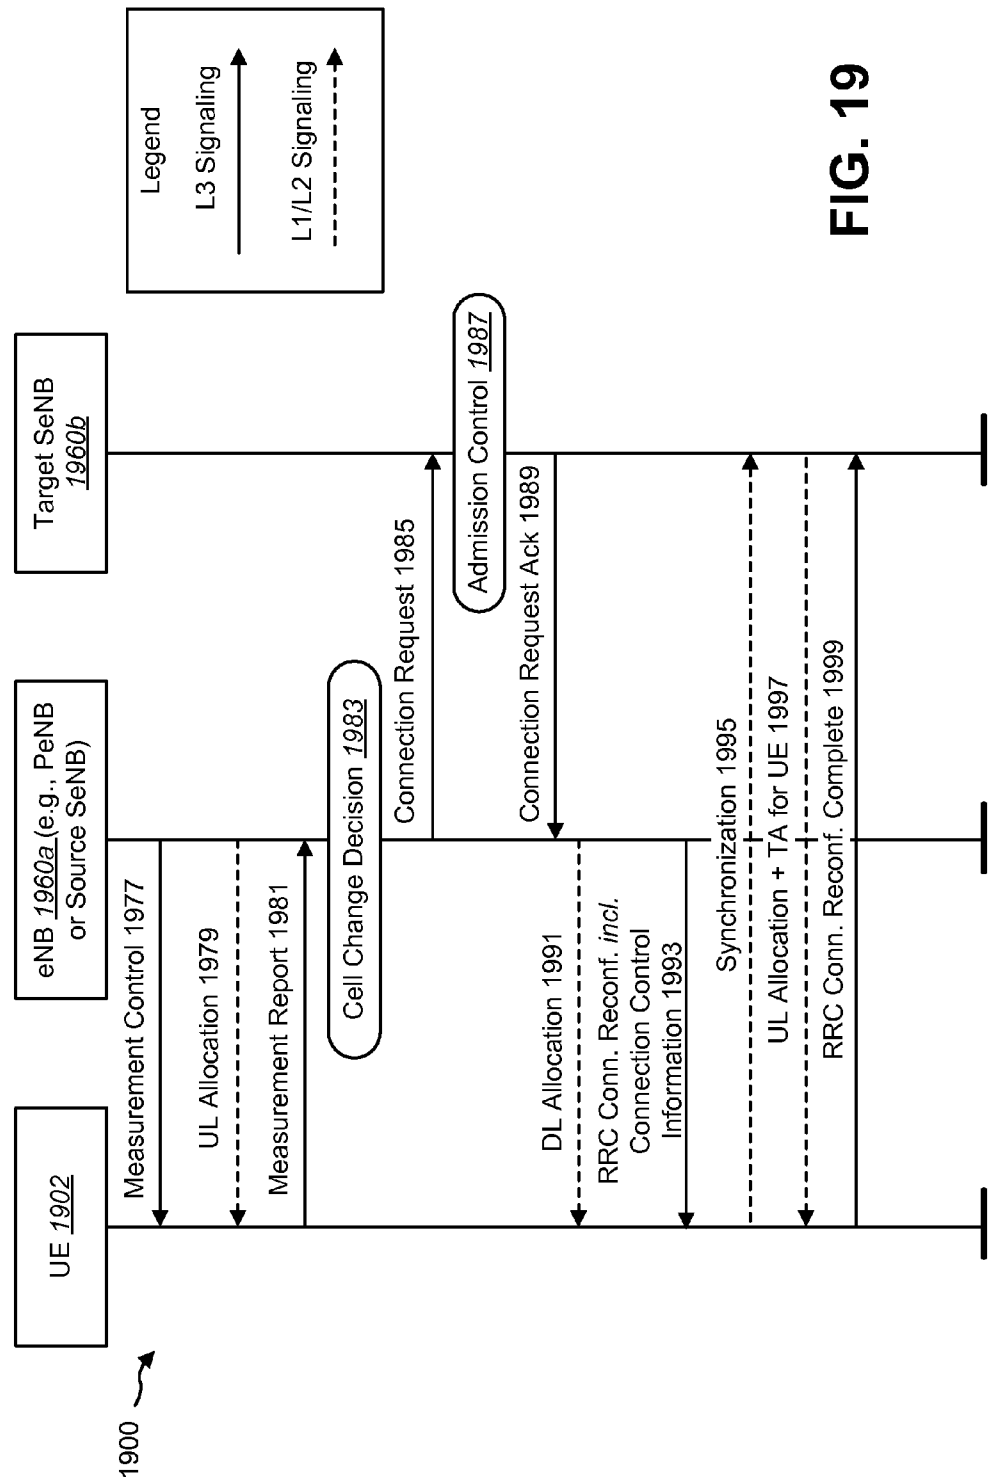 1900
UE 1902
eNB 1960a (e.g., PeNB
or Source SeNB)
Target SeNB
1960b
Legend
L3 Signaling
L1/L2 Signaling
Measurement Control 1977
UL Allocation 1979
Measurement Report 1981
Cell Change Decision 1983
Connection Request 1985
Admission Control 1987
Connection Request Ack 1989
DL Allocation 1991
RRC Conn. Reconf. incl.
Connection Control
Information 1993
Synchronization 1995
UL Allocation + TA for UE 1997
RRC Conn. Reconf. Complete 1999
FIG. 19